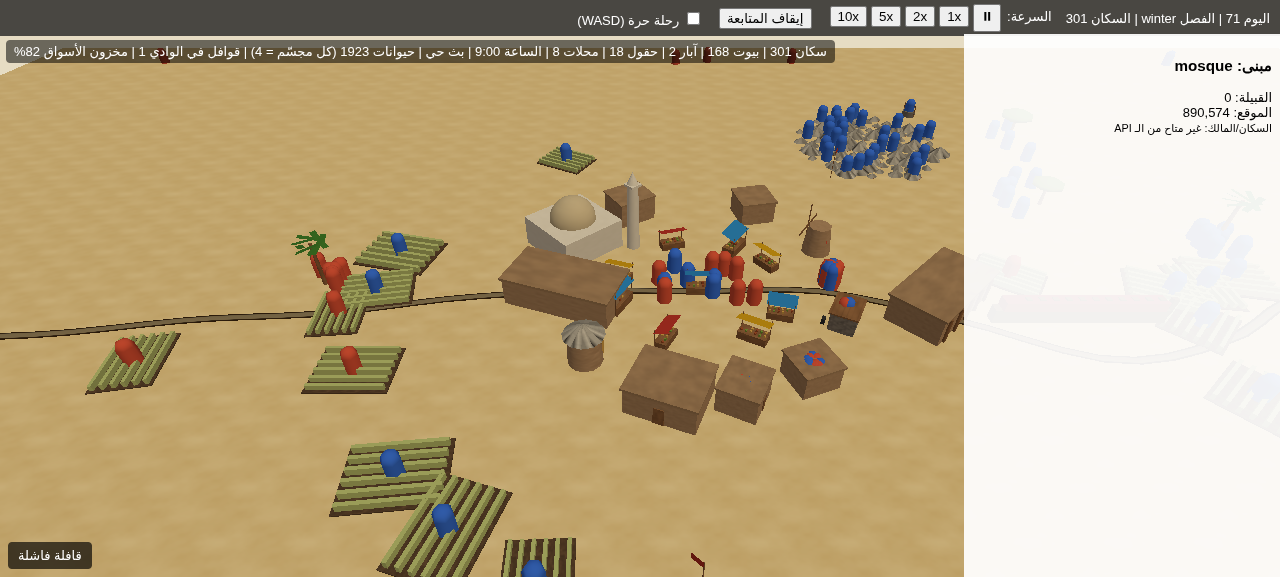 اليوم 71 | الفصل winter | السكان 301
السرعة: ⏸ 1x 2x 5x 10x إيقاف المتابعة رحلة حرة (WASD)
سكان 301 | بيوت 168 | آبار 2 | حقول 18 | محلات 8 | الساعة 9:00 | بث حي | حيوانات 1923 (كل مجسّم = 4) | قوافل في الوادي 1 | مخزون الأسواق 82%
مبنى: mosque
القبيلة: 0
الموقع: 890,574
السكان/المالك: غير متاح من الـ API
قافلة فاشلة